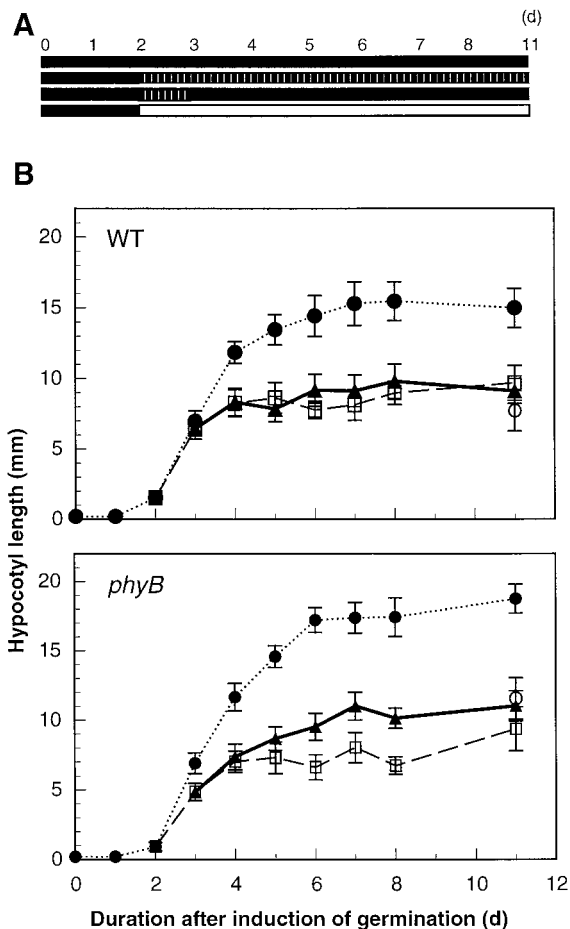 A
(d)
0 1 2 3 4 5 6 7 8 11
B
20
15
10
5
0
WT
20
15
10
5
0
phyB
Hypocotyl length (mm)
0 2 4 6 8 10 12
Duration after induction of germination (d)